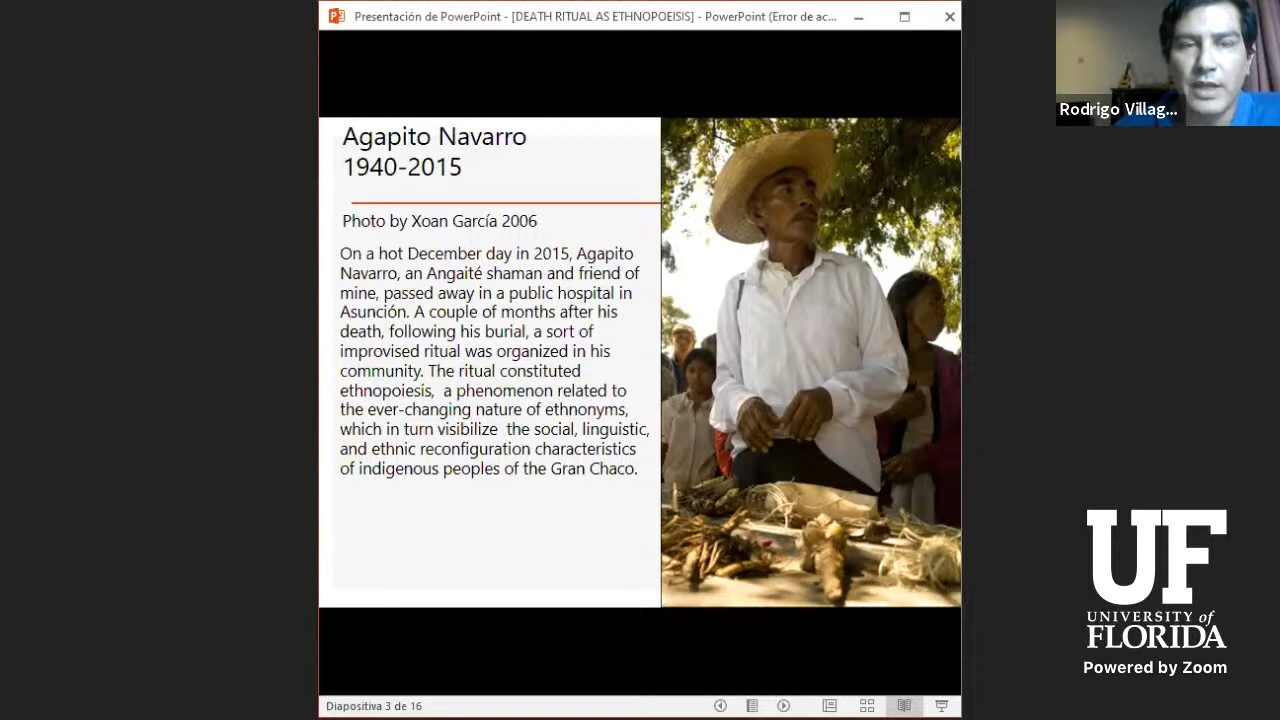 Presentación de PowerPoint - [DEATH RITUAL AS ETHNOPOEISIS] - PowerPoint (Error de ac...
Rodrigo Villag...
Agapito Navarro
1940-2015
Photo by Xoan García 2006
On a hot December day in 2015, Agapito
Navarro, an Angaité shaman and friend of
mine, passed away in a public hospital in
Asunción. A couple of months after his
death, following his burial, a sort of
improvised ritual was organized in his
community. The ritual constituted
ethnopoiesis,  a phenomenon related to
the ever-changing nature of ethnonyms,
which in turn visibilize  the social, linguistic,
and ethnic reconfiguration characteristics
of indigenous peoples of the Gran Chaco.
UF
UNIVERSITY of
FLORIDA
Powered by Zoom
Diapositiva 3 de 16